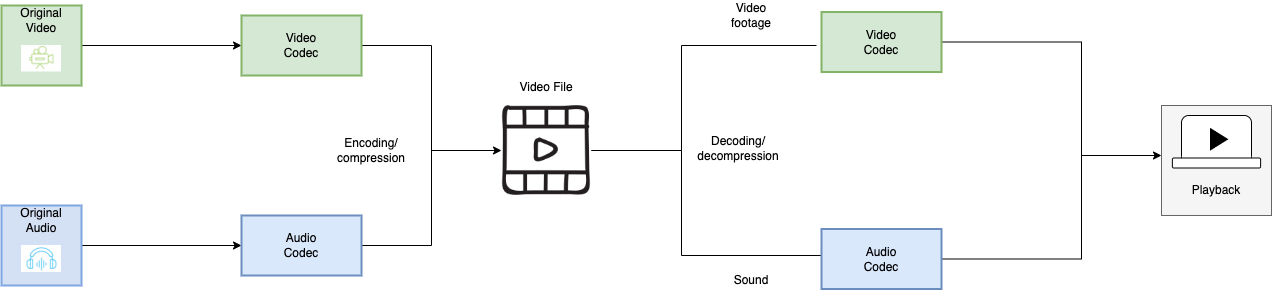 Original
Video
Video
Codec
Original
Audio
Audio
Codec
Encoding/
compression
Video File
Video
footage
Decoding/
decompression
Sound
Video
Codec
Audio
Codec
Playback